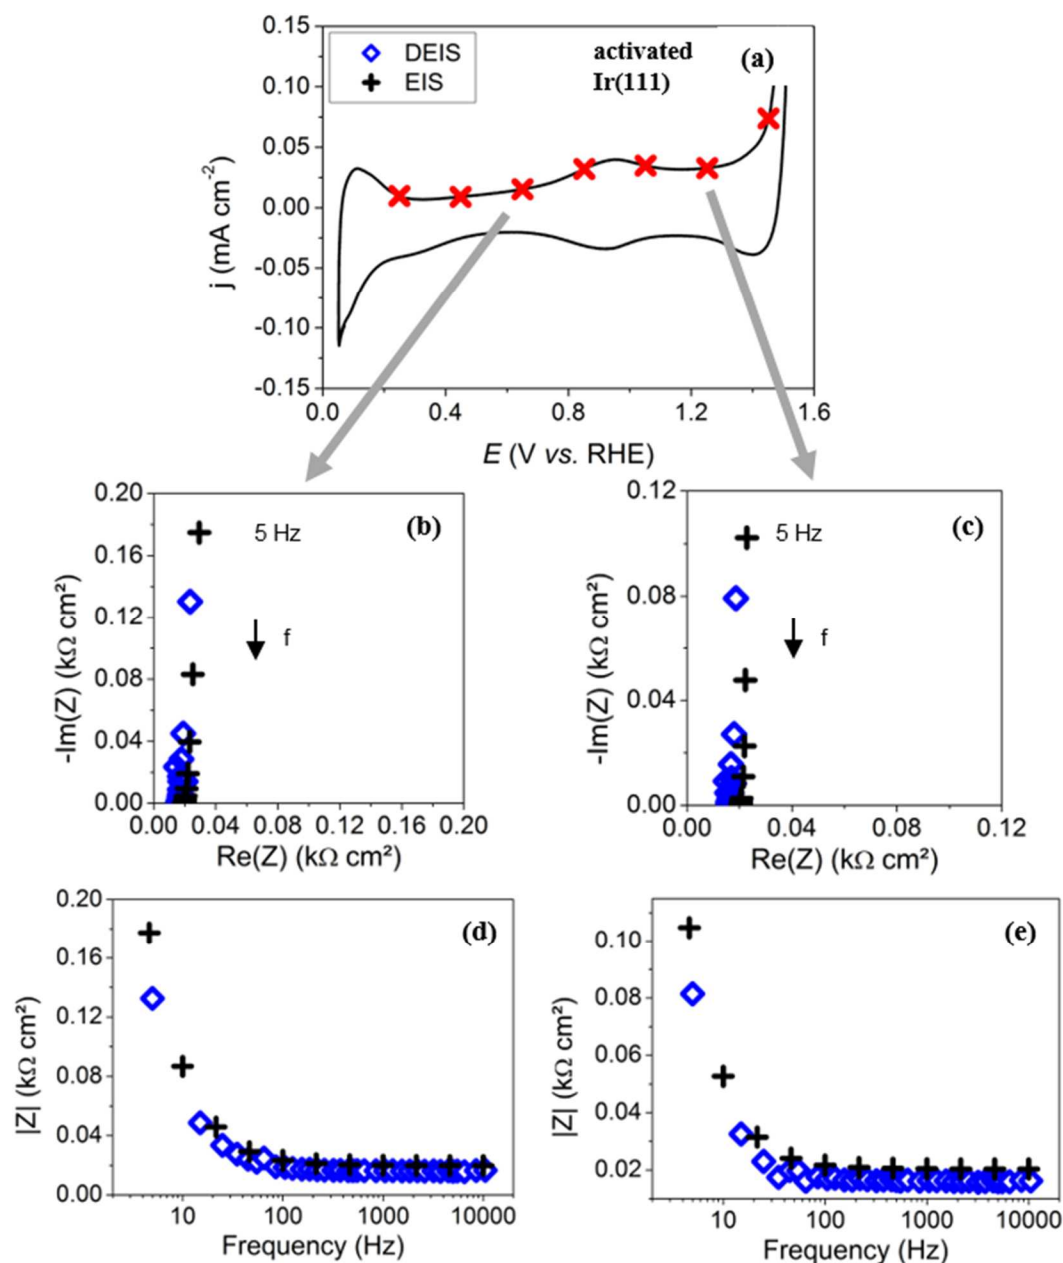 DEIS
EIS
activated
Ir(111)
(a)
0.15
0.10
0.05
0.00
-0.05
-0.10
-0.15
j (mA cm⁻²)
0.0 0.4 0.8 1.2 1.6
E (V vs. RHE)
(b)
5 Hz
f
0.20
0.16
0.12
0.08
0.04
0.00
-Im(Z) (kΩ cm²)
0.00 0.04 0.08 0.12 0.16 0.20
Re(Z) (kΩ cm²)
(c)
5 Hz
f
0.12
0.08
0.04
0.00
-Im(Z) (kΩ cm²)
0.00 0.04 0.08 0.12
Re(Z) (kΩ cm²)
(d)
0.20
0.16
0.12
0.08
0.04
0.00
|Z| (kΩ cm²)
10 100 1000 10000
Frequency (Hz)
(e)
0.10
0.08
0.06
0.04
0.02
|Z| (kΩ cm²)
10 100 1000 10000
Frequency (Hz)